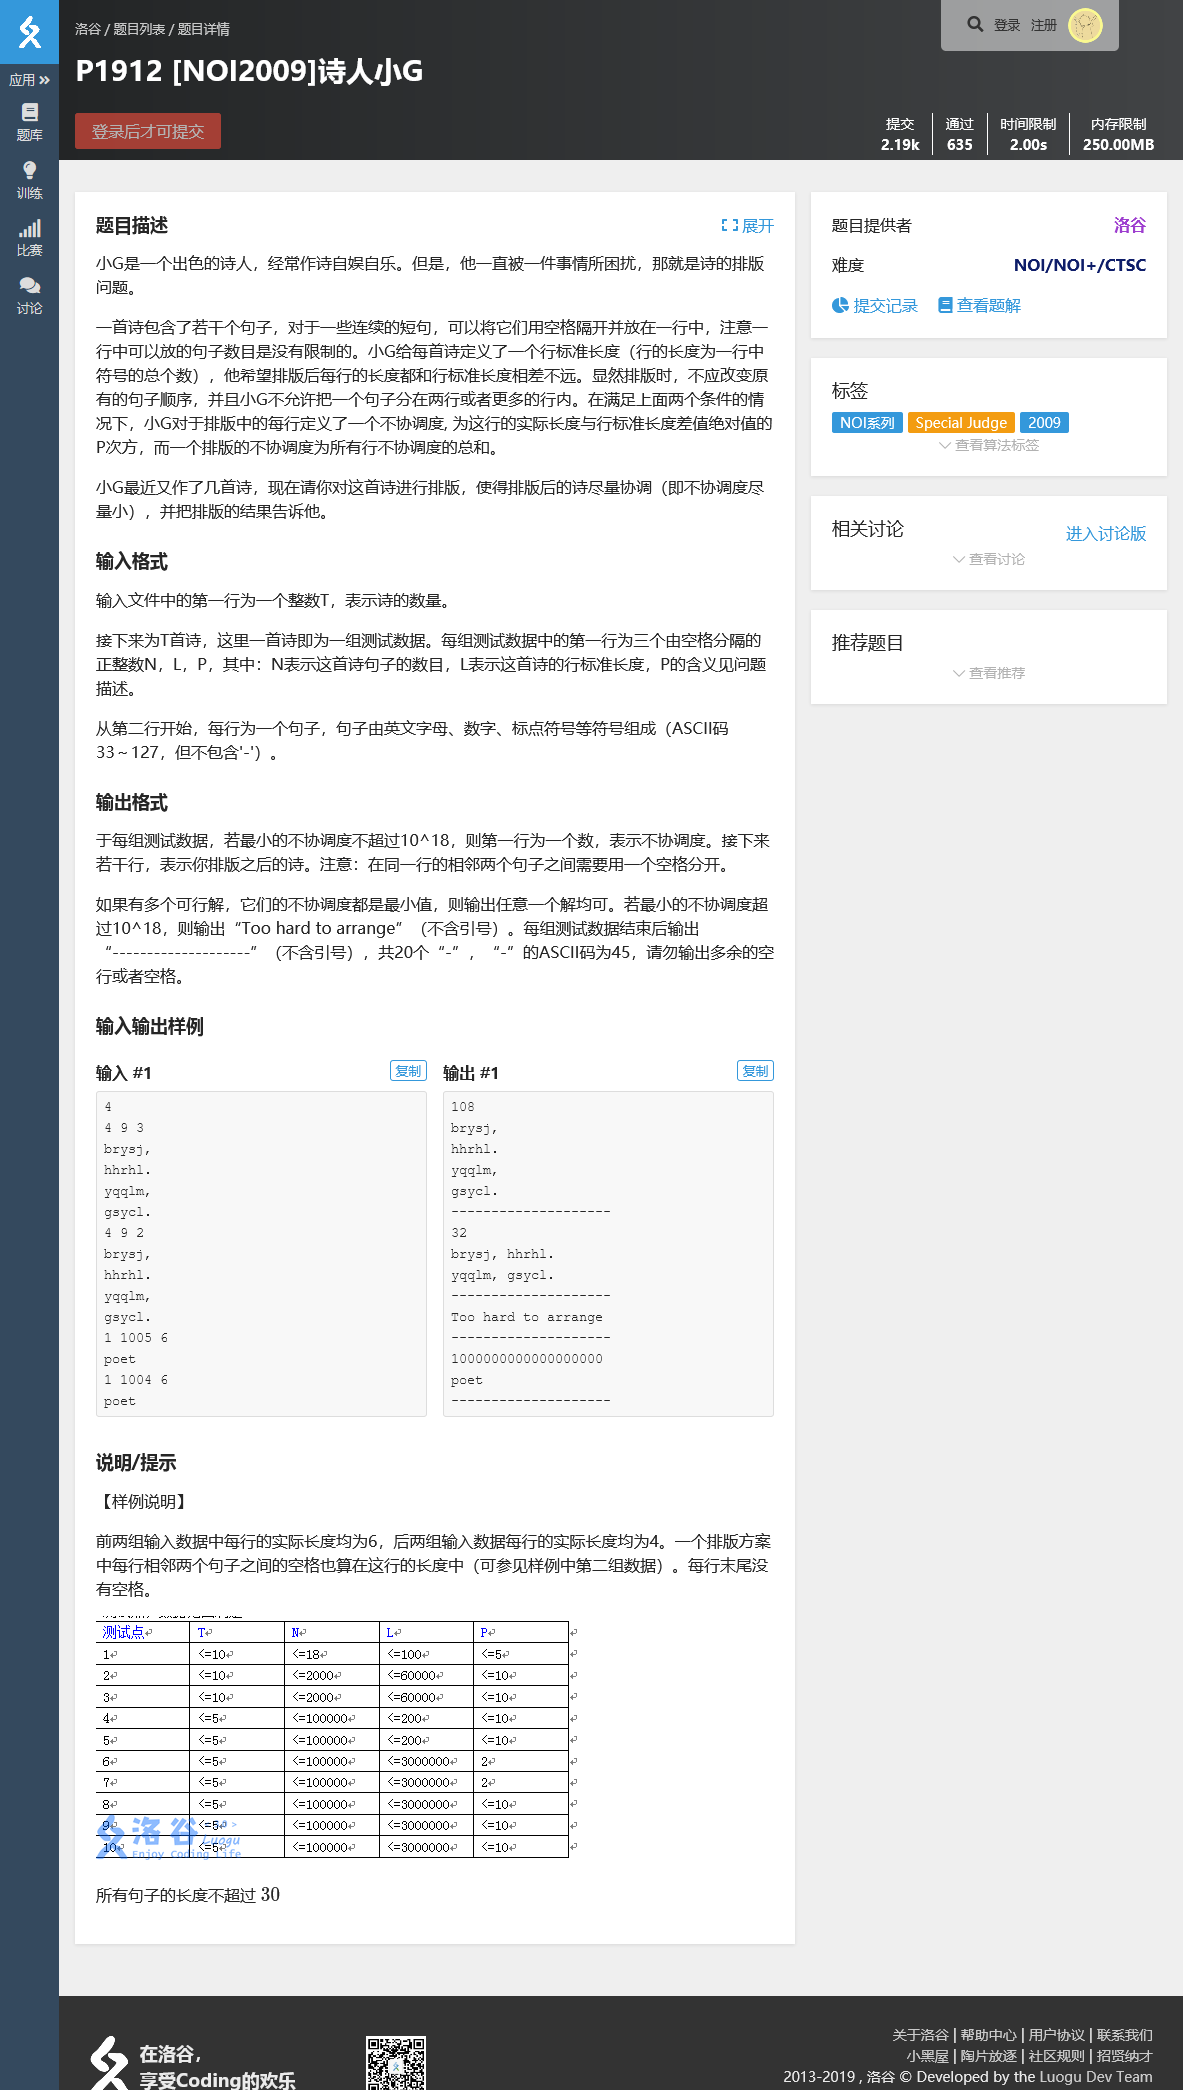 洛谷 / 题目列表 / 题目详情
登录 注册
P1912 [NOI2009]诗人小G
登录后才可提交
提交 2.19k
通过 635
时间限制 2.00s
内存限制 250.00MB
应用
题库
训练
比赛
讨论
题目描述
展开
小G是一个出色的诗人，经常作诗自娱自乐。但是，他一直被一件事情所困扰，那就是诗的排版
问题。
一首诗包含了若干个句子，对于一些连续的短句，可以将它们用空格隔开并放在一行中，注意一
行中可以放的句子数目是没有限制的。小G给每首诗定义了一个行标准长度（行的长度为一行中
符号的总个数），他希望排版后每行的长度都和行标准长度相差不远。显然排版时，不应改变原
有的句子顺序，并且小G不允许把一个句子分在两行或者更多的行内。在满足上面两个条件的情
况下，小G对于排版中的每行定义了一个不协调度, 为这行的实际长度与行标准长度差值绝对值的
P次方，而一个排版的不协调度为所有行不协调度的总和。
小G最近又作了几首诗，现在请你对这首诗进行排版，使得排版后的诗尽量协调（即不协调度尽
量小），并把排版的结果告诉他。
输入格式
输入文件中的第一行为一个整数T，表示诗的数量。
接下来为T首诗，这里一首诗即为一组测试数据。每组测试数据中的第一行为三个由空格分隔的
正整数N，L，P，其中：N表示这首诗句子的数目，L表示这首诗的行标准长度，P的含义见问题
描述。
从第二行开始，每行为一个句子，句子由英文字母、数字、标点符号等符号组成（ASCII码
33～127，但不包含'-'）。
输出格式
于每组测试数据，若最小的不协调度不超过10^18，则第一行为一个数，表示不协调度。接下来
若干行，表示你排版之后的诗。注意：在同一行的相邻两个句子之间需要用一个空格分开。
如果有多个可行解，它们的不协调度都是最小值，则输出任意一个解均可。若最小的不协调度超
过10^18，则输出“Too hard to arrange”（不含引号）。每组测试数据结束后输出
“--------------------”（不含引号），共20个“-”，“-”的ASCII码为45，请勿输出多余的空
行或者空格。
输入输出样例
输入 #1
复制
4
4 9 3
brysj,
hhrhl.
yqqlm,
gsycl.
4 9 2
brysj,
hhrhl.
yqqlm,
gsycl.
1 1005 6
poet
1 1004 6
poet
输出 #1
复制
108
brysj,
hhrhl.
yqqlm,
gsycl.
--------------------
32
brysj, hhrhl.
yqqlm, gsycl.
--------------------
Too hard to arrange
--------------------
1000000000000000000
poet
--------------------
说明/提示
【样例说明】
前两组输入数据中每行的实际长度均为6，后两组输入数据每行的实际长度均为4。一个排版方案
中每行相邻两个句子之间的空格也算在这行的长度中（可参见样例中第二组数据）。每行末尾没
有空格。
测试点 T N L P
1 <=10 <=18 <=100 <=5
2 <=10 <=2000 <=60000 <=10
3 <=10 <=2000 <=60000 <=10
4 <=5 <=100000 <=200 <=10
5 <=5 <=100000 <=200 <=10
6 <=5 <=100000 <=3000000 2
7 <=5 <=100000 <=3000000 2
8 <=5 <=100000 <=3000000 <=10
9 <=5 <=100000 <=3000000 <=10
10 <=5 <=100000 <=3000000 <=10
洛谷 Luogu
Enjoy Coding Life
所有句子的长度不超过 30
题目提供者 洛谷
难度 NOI/NOI+/CTSC
提交记录 查看题解
标签
NOI系列 Special Judge 2009
查看算法标签
相关讨论 进入讨论版
查看讨论
推荐题目
查看推荐
在洛谷，
享受Coding的欢乐
关于洛谷 | 帮助中心 | 用户协议 | 联系我们
小黑屋 | 陶片放逐 | 社区规则 | 招贤纳才
2013-2019 , 洛谷 © Developed by the Luogu Dev Team